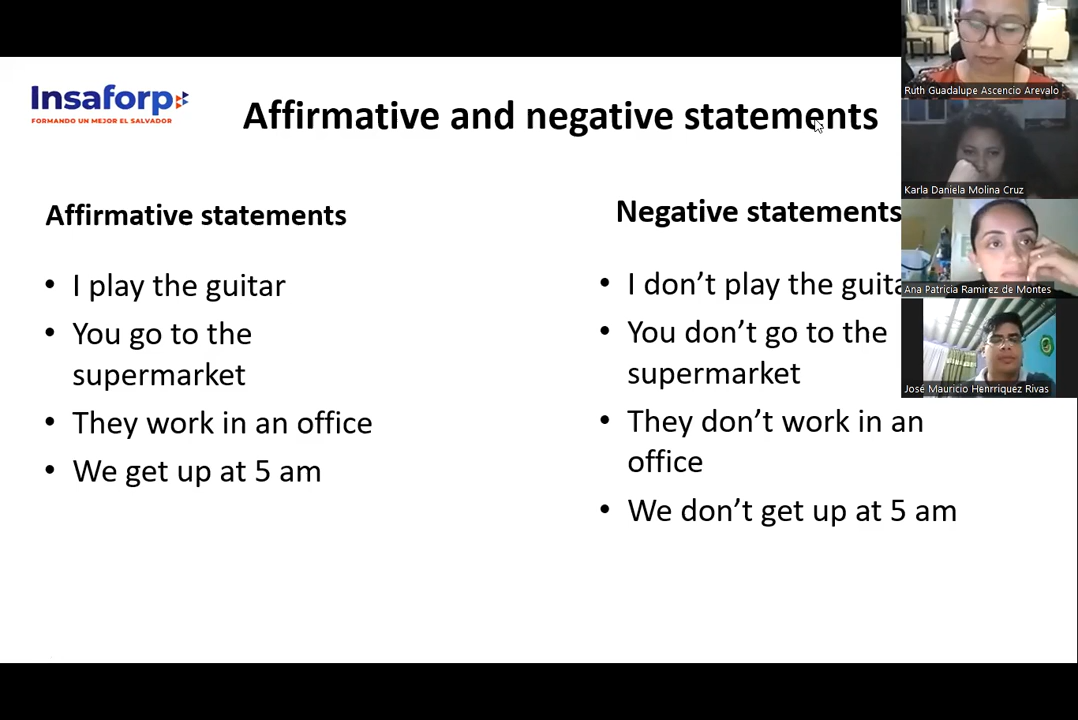 Insaforp
FORMANDO UN MEJOR EL SALVADOR
Affirmative and negative statements
Affirmative statements
• I play the guitar
• You go to the
supermarket
• They work in an office
• We get up at 5 am
Negative statements
• I don’t play the guita
• You don’t go to the
supermarket
• They don’t work in an
office
• We don’t get up at 5 am
Ruth Guadalupe Ascencio Arevalo
Karla Daniela Molina Cruz
Ana Patricia Ramirez de Montes
José Mauricio Henrriquez Rivas